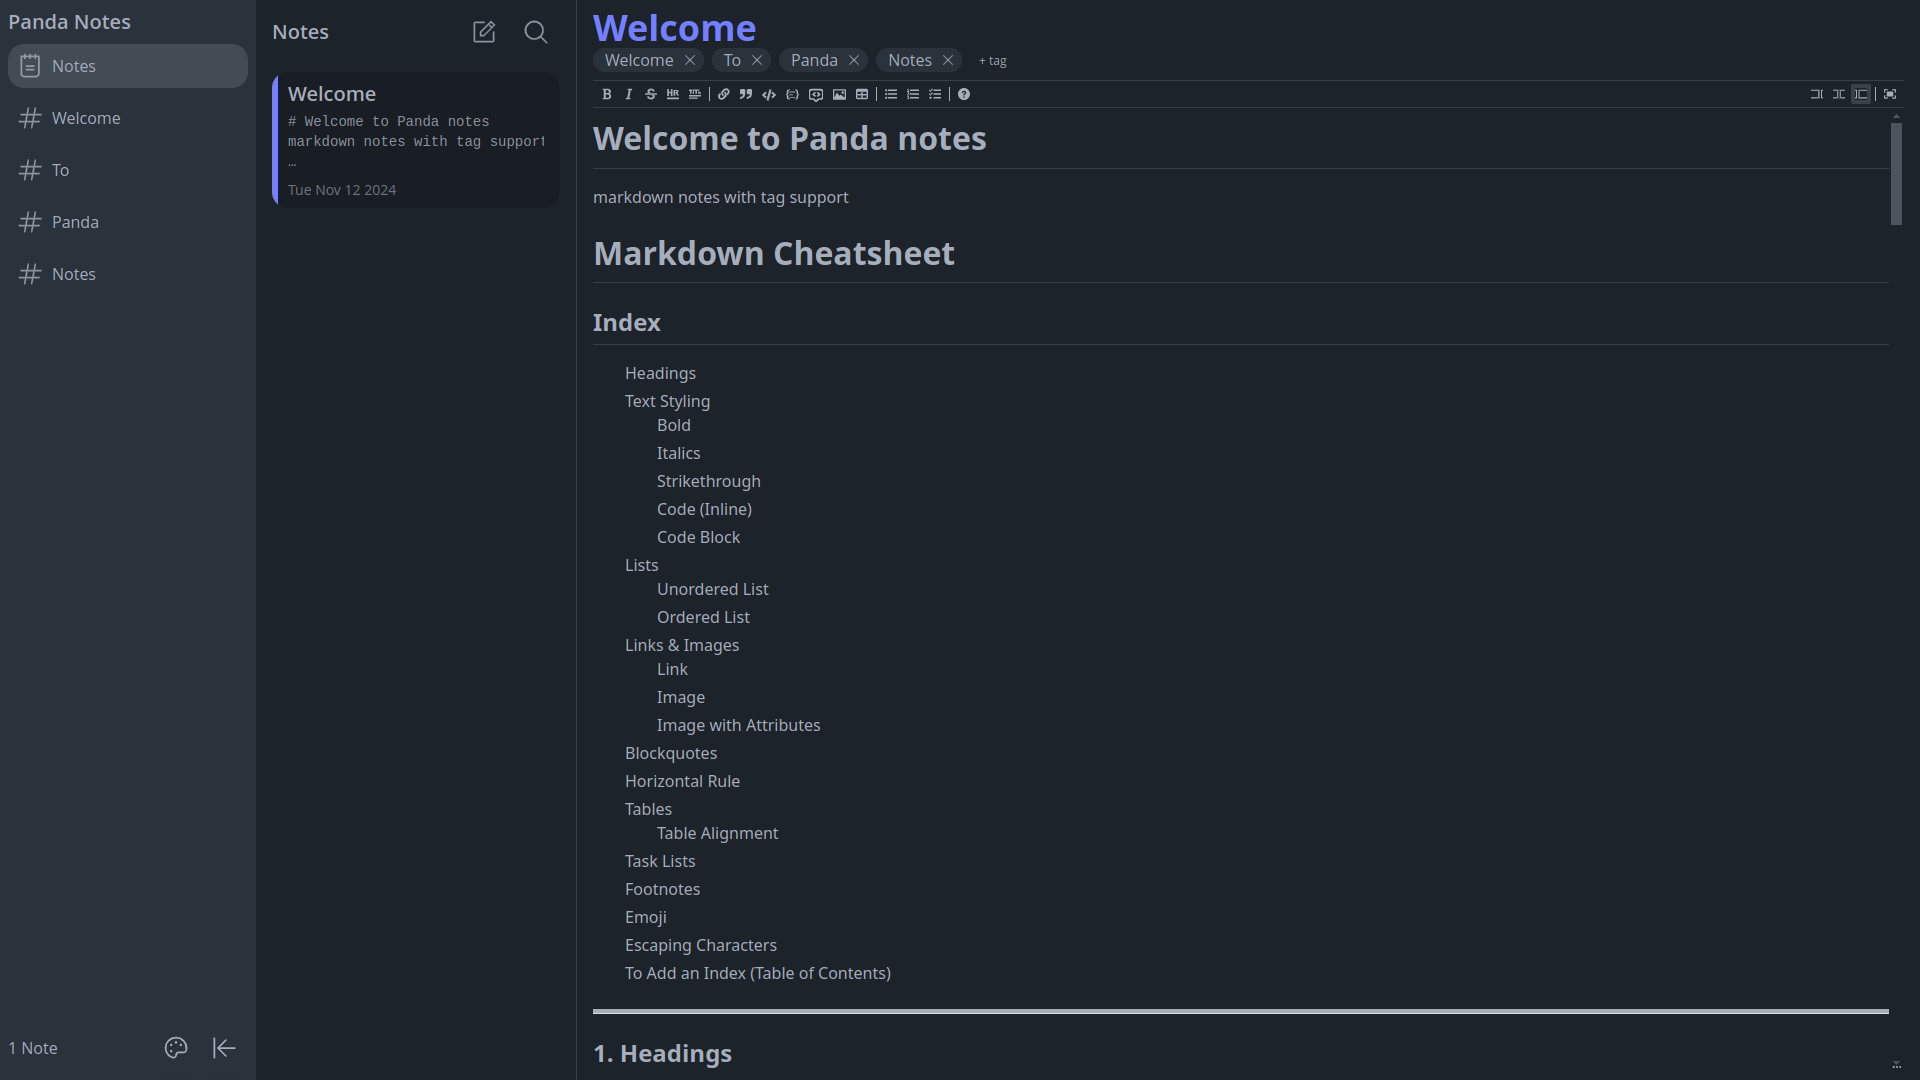 Panda Notes
Notes
Welcome
To
Panda
Notes
1 Note
Notes
Welcome
# Welcome to Panda notes
markdown notes with tag support
…
Tue Nov 12 2024
Welcome
Welcome To Panda Notes + tag
Welcome to Panda notes
markdown notes with tag support
Markdown Cheatsheet
Index
Headings
Text Styling
Bold
Italics
Strikethrough
Code (Inline)
Code Block
Lists
Unordered List
Ordered List
Links & Images
Link
Image
Image with Attributes
Blockquotes
Horizontal Rule
Tables
Table Alignment
Task Lists
Footnotes
Emoji
Escaping Characters
To Add an Index (Table of Contents)
1. Headings